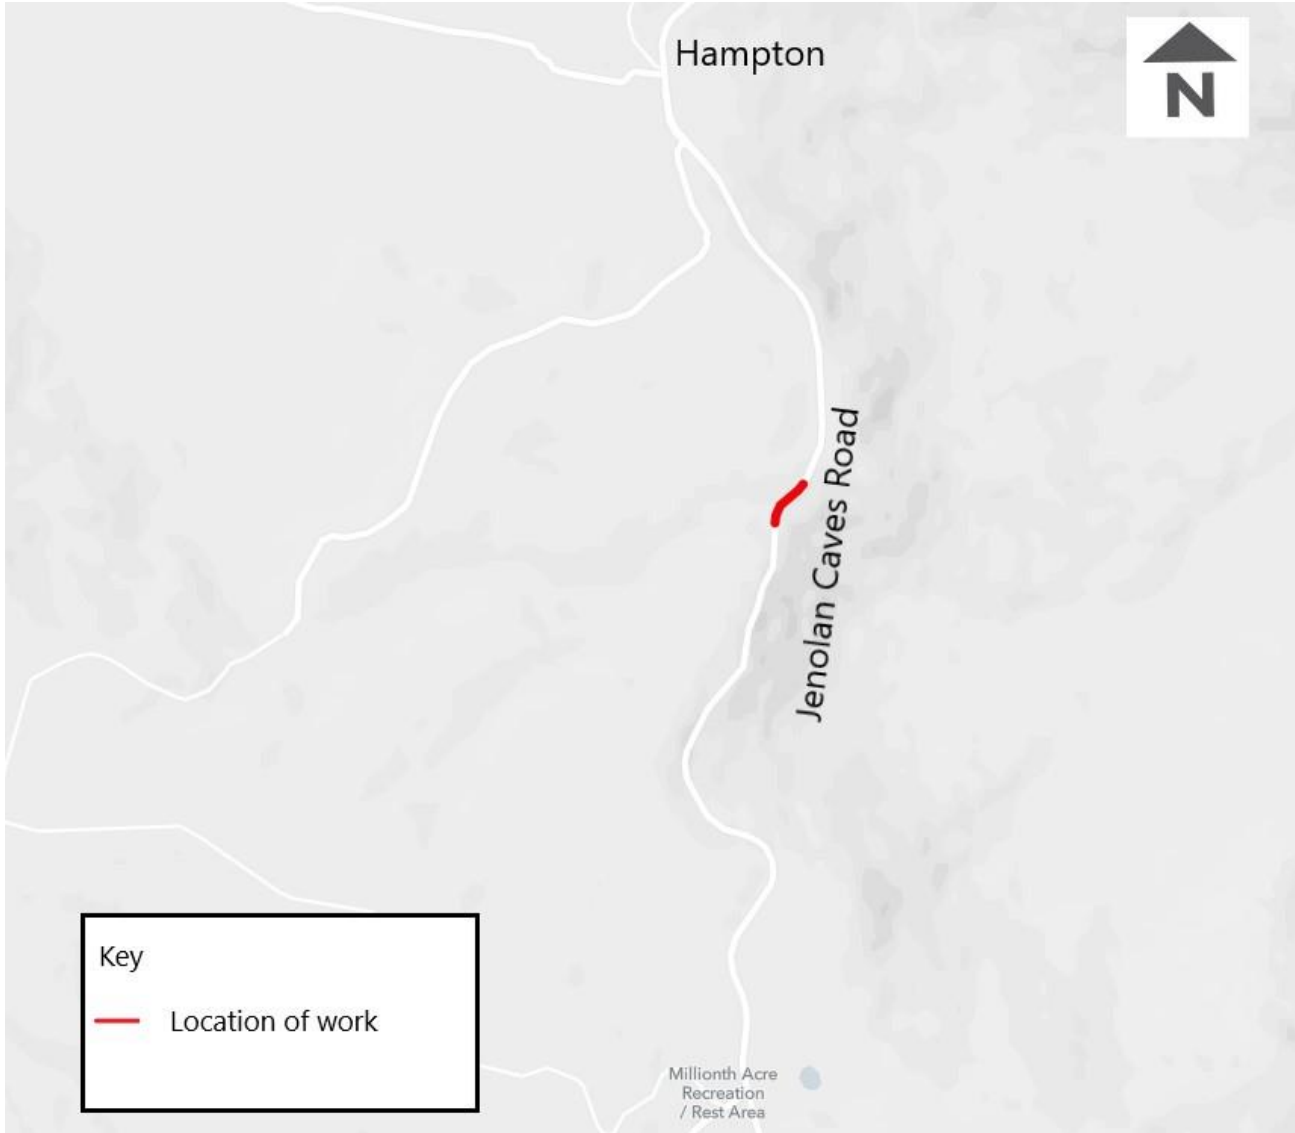 Hampton
N
Jenolan Caves Road
Key
Location of work
Millionth Acre
Recreation
/ Rest Area